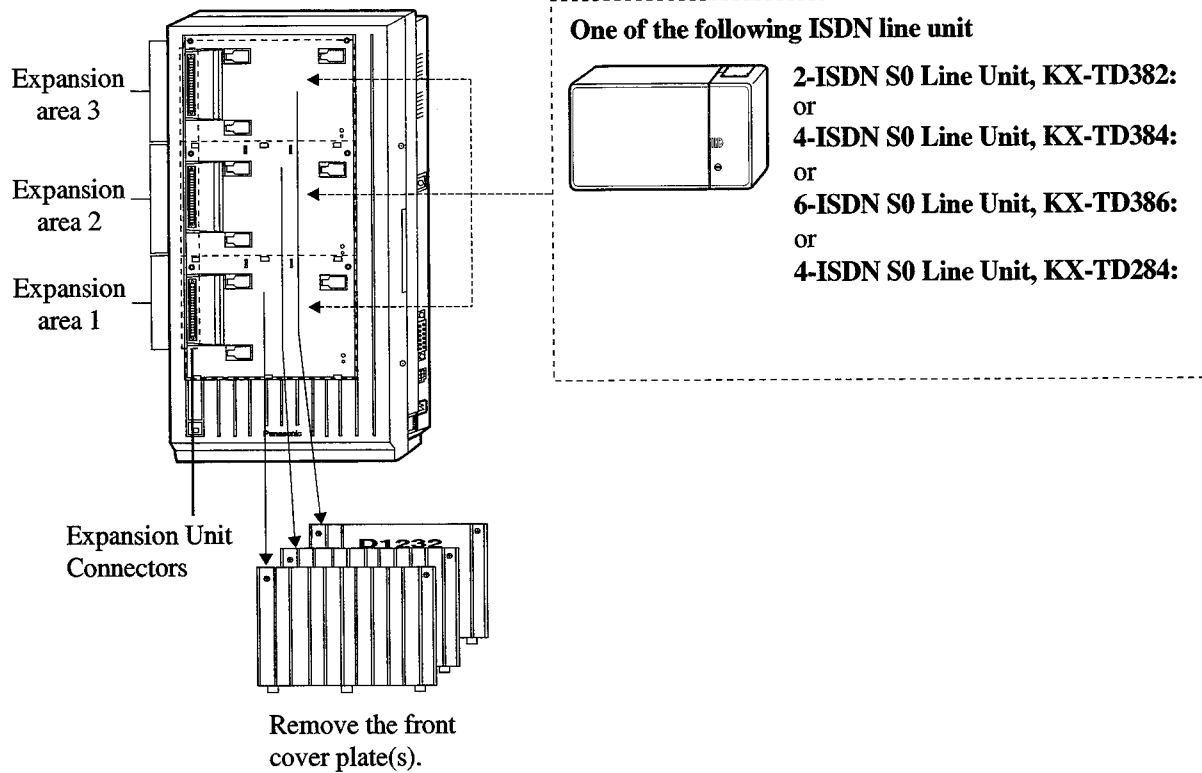 One of the following ISDN line unit
2-ISDN S0 Line Unit, KX-TD382:
or
4-ISDN S0 Line Unit, KX-TD384:
or
6-ISDN S0 Line Unit, KX-TD386:
or
4-ISDN S0 Line Unit, KX-TD284:
Expansion
area 3
Expansion
area 2
Expansion
area 1
Panasonic
Expansion Unit
Connectors
D1232
Remove the front
cover plate(s).